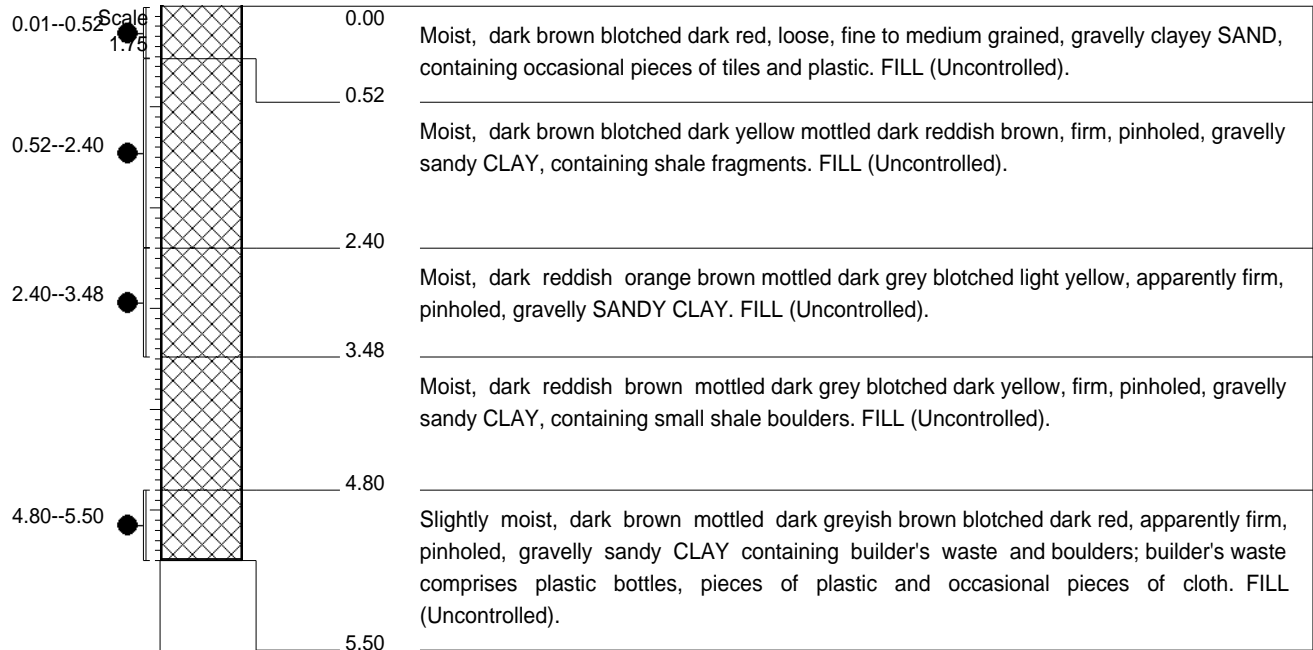 Scale
1:75
0.01--0.52
0.00
Moist, dark brown blotched dark red, loose, fine to medium grained, gravelly clayey SAND,
containing occasional pieces of tiles and plastic. FILL (Uncontrolled).
0.52
0.52--2.40
Moist, dark brown blotched dark yellow mottled dark reddish brown, firm, pinholed, gravelly
sandy CLAY, containing shale fragments. FILL (Uncontrolled).
2.40
2.40--3.48
Moist, dark reddish orange brown mottled dark grey blotched light yellow, apparently firm,
pinholed, gravelly SANDY CLAY. FILL (Uncontrolled).
3.48
Moist, dark reddish brown mottled dark grey blotched dark yellow, firm, pinholed, gravelly
sandy CLAY, containing small shale boulders. FILL (Uncontrolled).
4.80
4.80--5.50
Slightly moist, dark brown mottled dark greyish brown blotched dark red, apparently firm,
pinholed, gravelly sandy CLAY containing builder's waste and boulders; builder's waste
comprises plastic bottles, pieces of plastic and occasional pieces of cloth. FILL
(Uncontrolled).
5.50